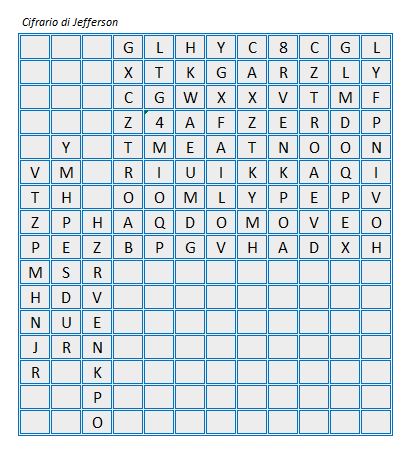 Cifrario di Jefferson
G L H Y C 8 C G L
X T K G A R Z L Y
C G W X X V T M F
Z 4 A F Z E R D P
Y T M E A T N O O N
V M R I U I K K A Q I
T H O O M L Y P E P V
Z P H A Q D O M O V E O
P E Z B P G V H A D X H
M S R
H D V
N U E
J R N
R K
P
O